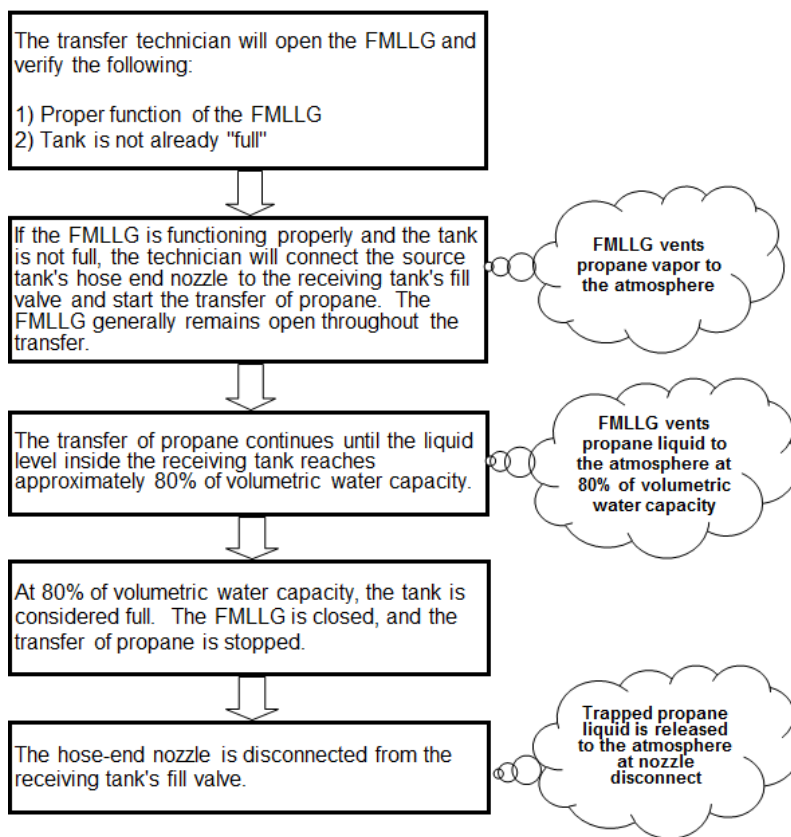 The transfer technician will open the FMLLG and
verify the following:
1) Proper function of the FMLLG
2) Tank is not already "full"
If the FMLLG is functioning properly and the tank
is not full, the technician will connect the source
tank's hose end nozzle to the receiving tank's fill
valve and start the transfer of propane.  The
FMLLG generally remains open throughout the
transfer.
FMLLG vents
propane vapor to
the atmosphere
The transfer of propane continues until the liquid
level inside the receiving tank reaches
approximately 80% of volumetric water capacity.
FMLLG vents
propane liquid to
the atmosphere at
80% of volumetric
water capacity
At 80% of volumetric water capacity, the tank is
considered full.  The FMLLG is closed, and the
transfer of propane is stopped.
The hose-end nozzle is disconnected from the
receiving tank's fill valve.
Trapped propane
liquid is released
to the atmosphere
at nozzle
disconnect